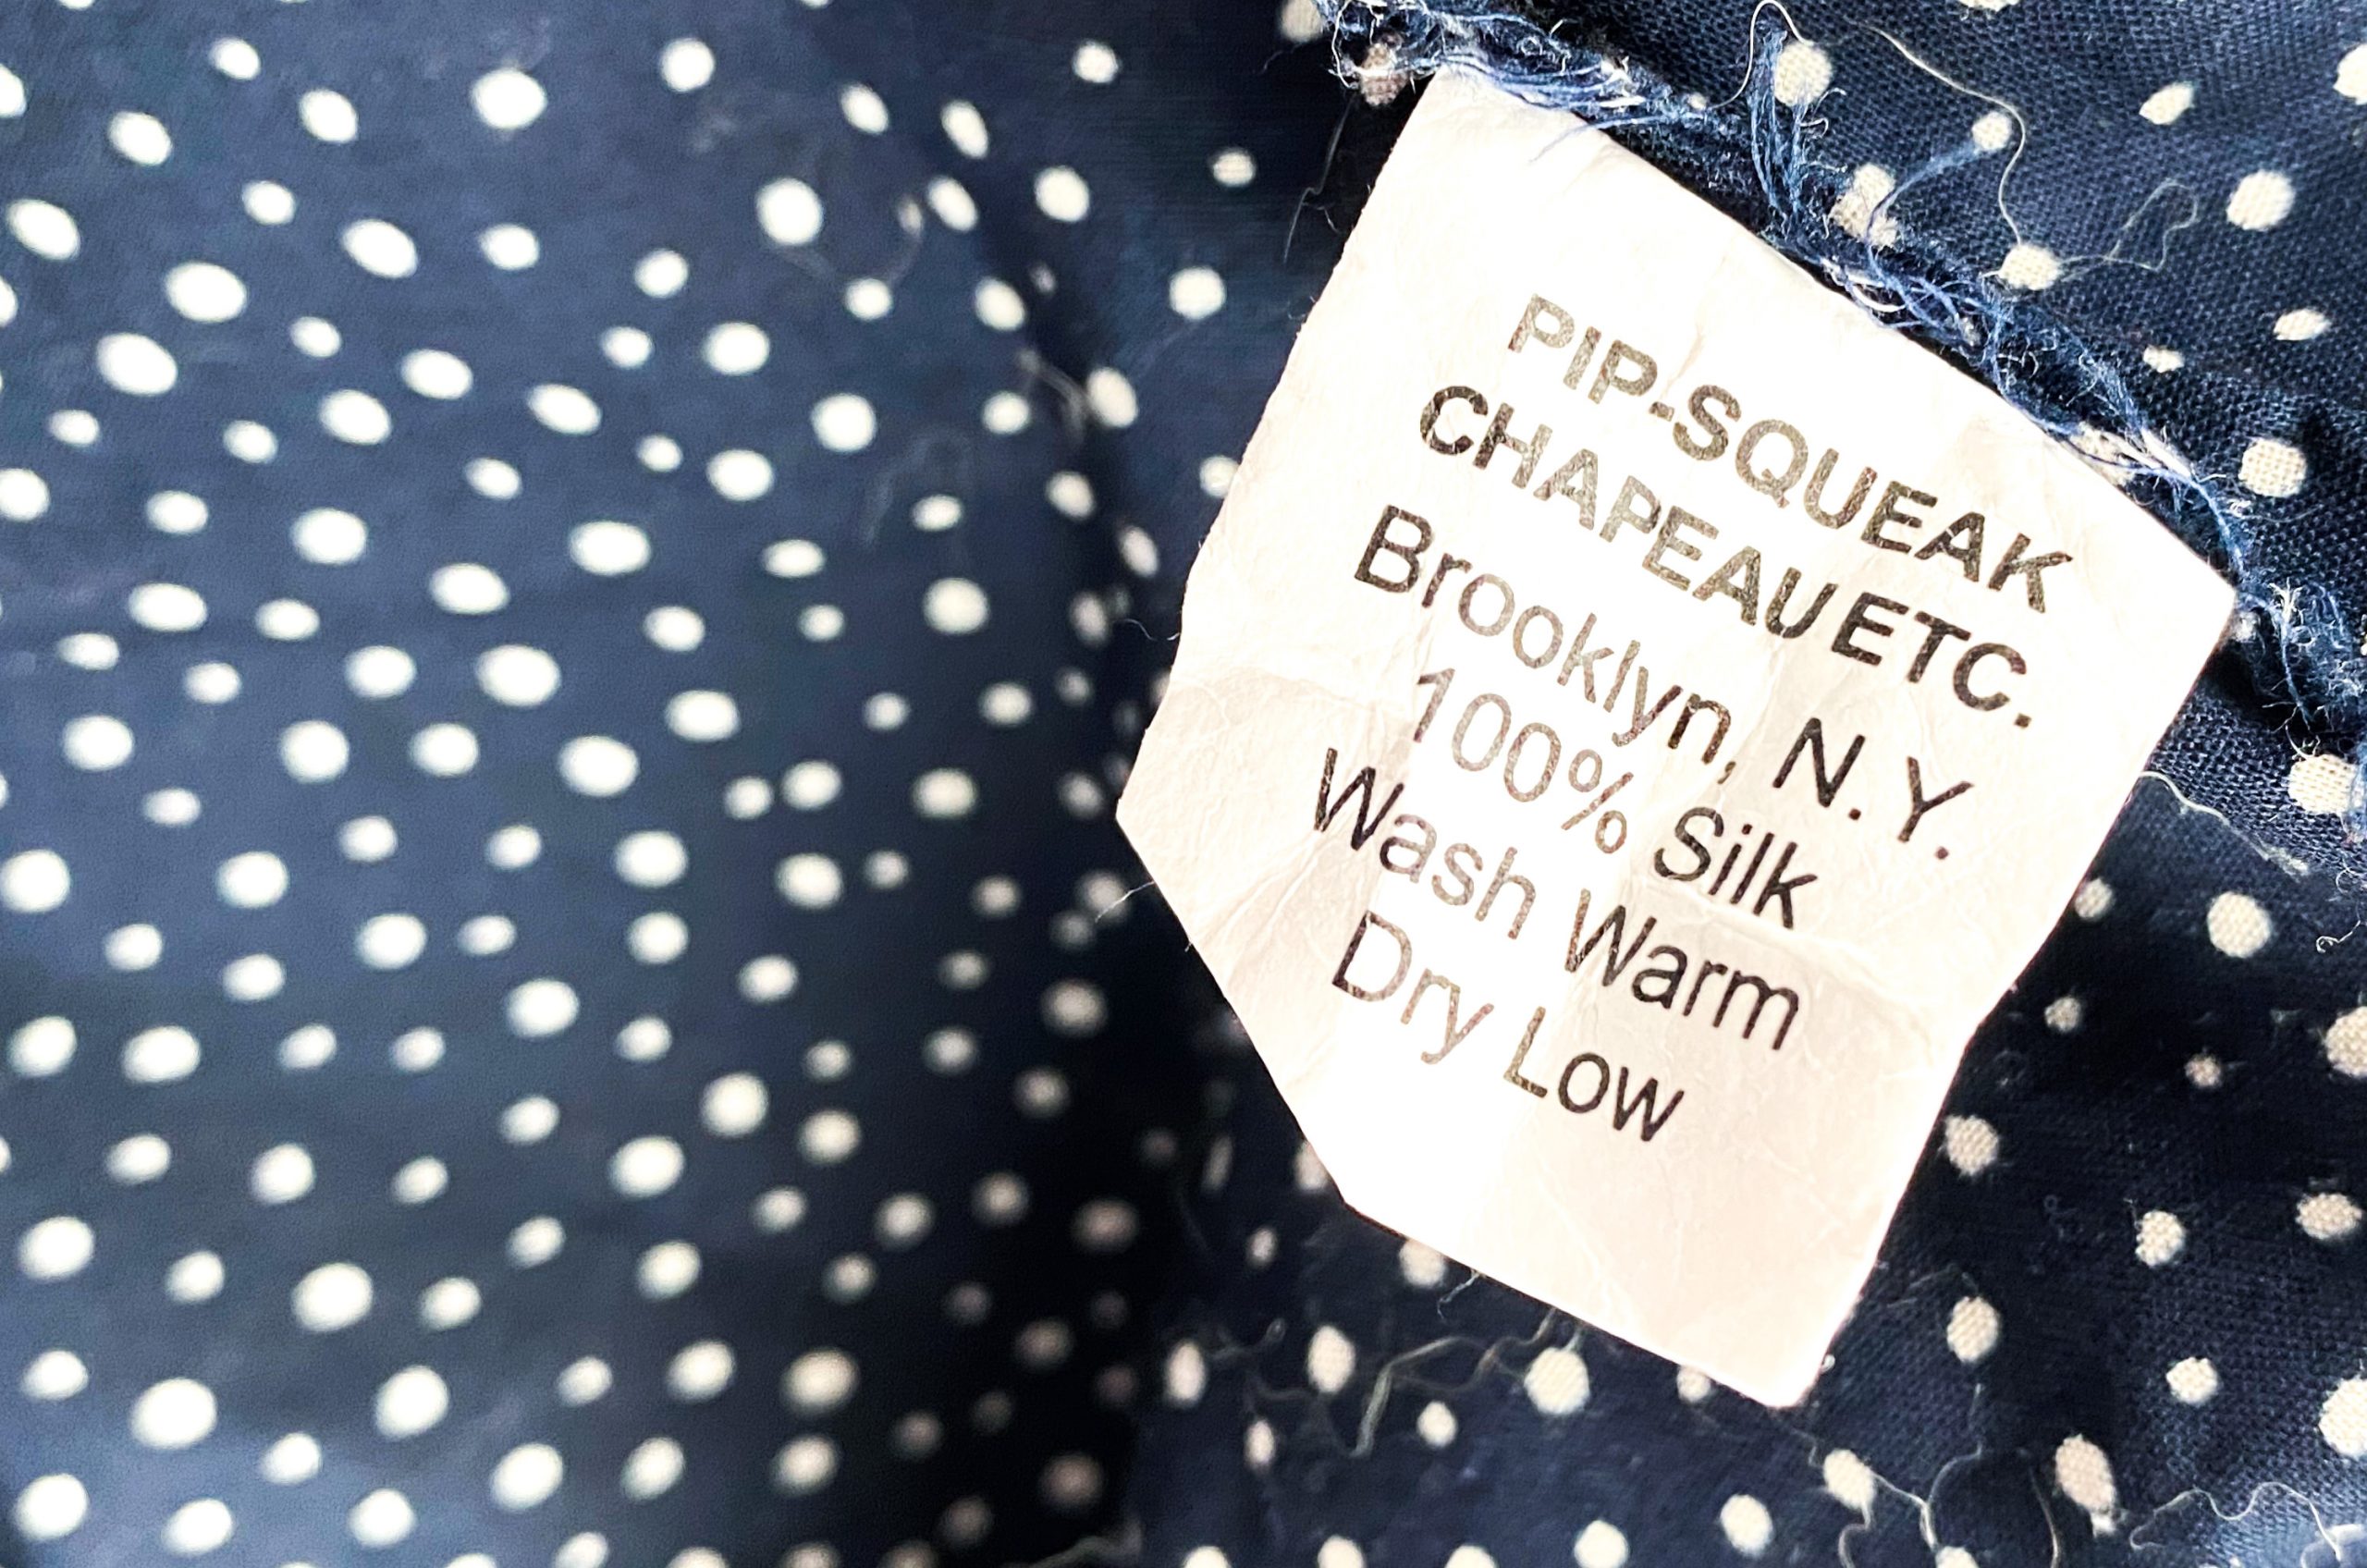 PIP-SQUEAK
CHAPEAU ETC.
Brooklyn, N.Y.
100% Silk
Wash Warm
Dry Low